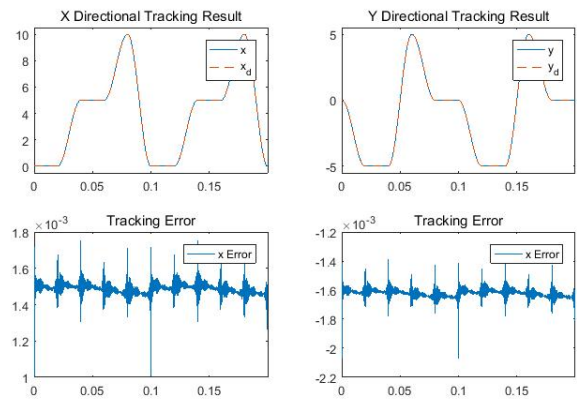 X Directional Tracking Result
10
8
6
4
2
0
x
x_d
0 0.05 0.1 0.15
Y Directional Tracking Result
5
0
-5
y
y_d
0 0.05 0.1 0.15
Tracking Error
×10^-3
1.8
1.6
1.4
1.2
1
x Error
0 0.05 0.1 0.15
Tracking Error
×10^-3
-1.2
-1.4
-1.6
-1.8
-2
-2.2
x Error
0 0.05 0.1 0.15